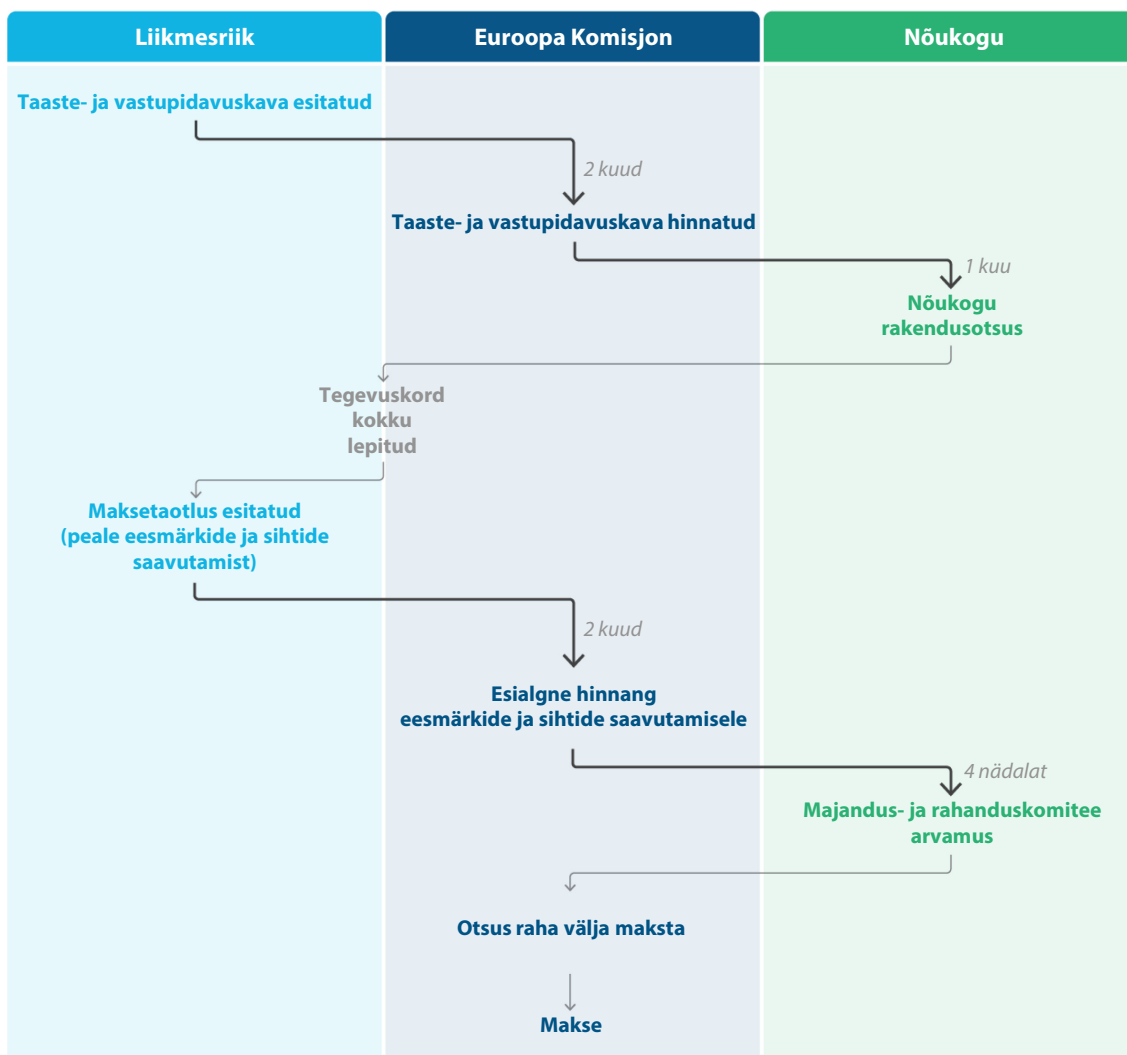 Liikmesriik
Euroopa Komisjon
Nõukogu
Taaste- ja vastupidavuskava esitatud
2 kuud
Taaste- ja vastupidavuskava hinnatud
1 kuu
Nõukogu
rakendusotsus
Tegevuskord
kokku
lepitud
Maksetaotlus esitatud
(peale eesmärkide ja sihtide
saavutamist)
2 kuud
Esialgne hinnang
eesmärkide ja sihtide saavutamisele
4 nädalat
Majandus- ja rahanduskomitee
arvamus
Otsus raha välja maksta
Makse